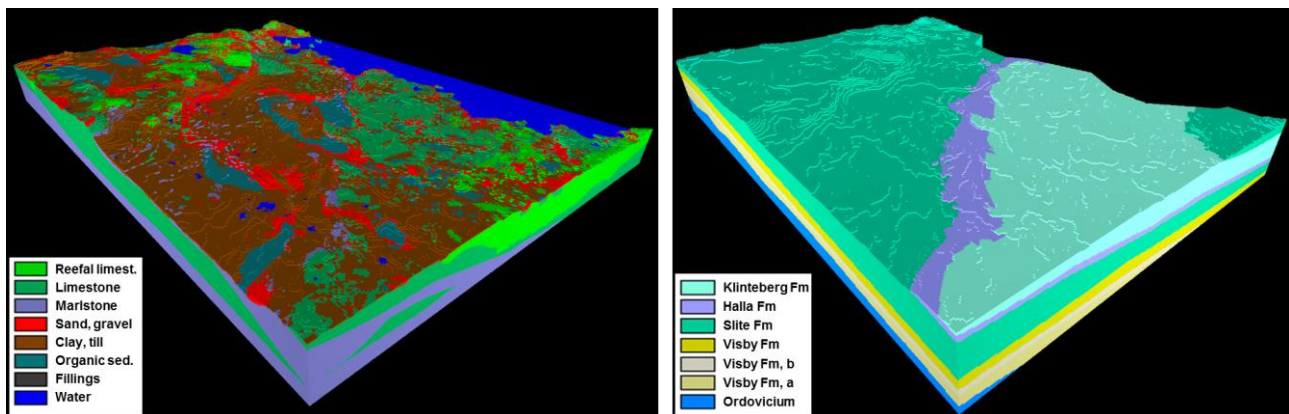 Reefal limest.
Limestone
Marlstone
Sand, gravel
Clay, till
Organic sed.
Fillings
Water
Klinteberg Fm
Halla Fm
Slite Fm
Visby Fm
Visby Fm, b
Visby Fm, a
Ordovicium